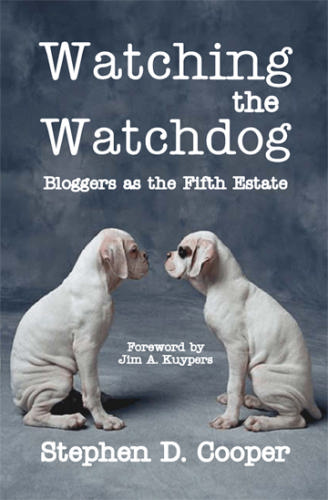 Watching
the
Watchdog
Bloggers as the Fifth Estate
Foreword by
Jim A. Kuypers
Stephen D. Cooper